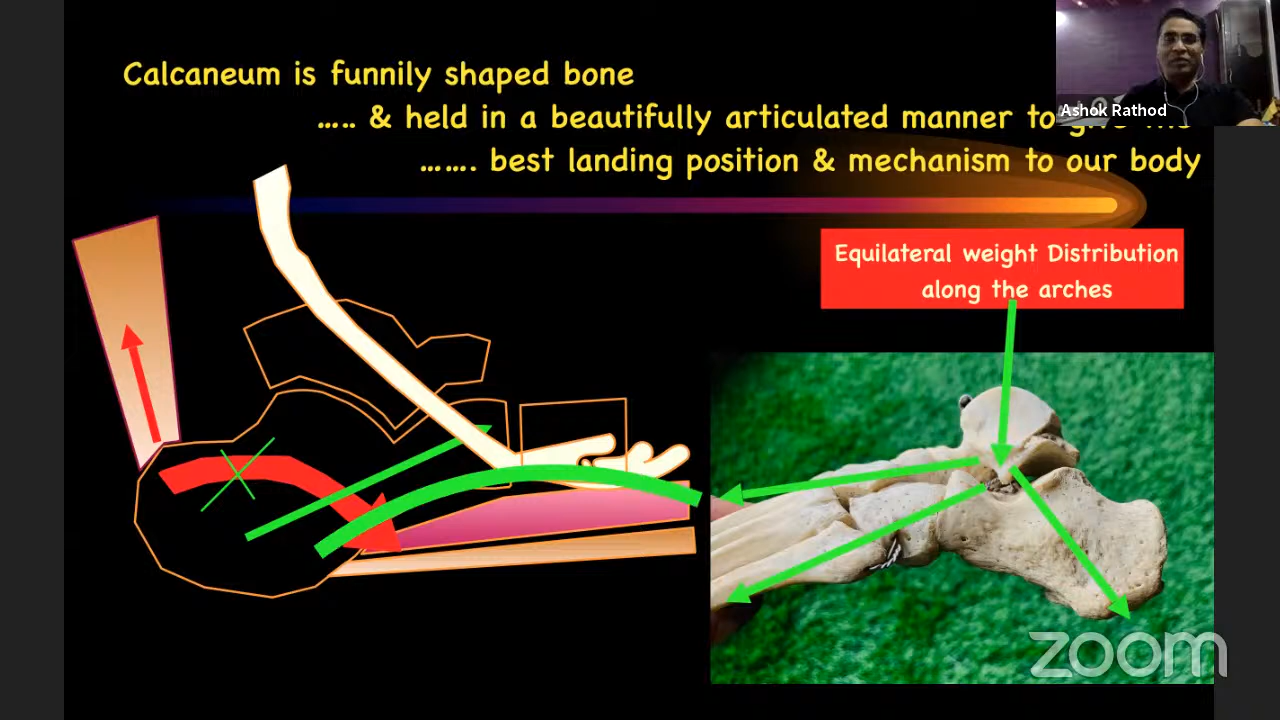 Calcaneum is funnily shaped bone
..... & held in a beautifully articulated manner to give
....... best landing position & mechanism to our body
Ashok Rathod
Equilateral weight Distribution
along the arches
zoom